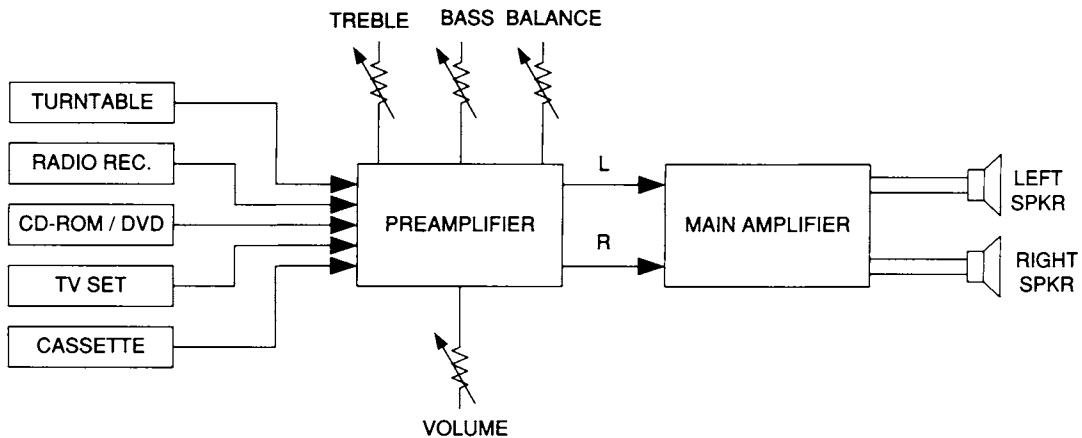 TREBLE
BASS BALANCE
TURNTABLE
RADIO REC.
CD-ROM / DVD
TV SET
CASSETTE
PREAMPLIFIER
L
R
MAIN AMPLIFIER
LEFT
SPKR
RIGHT
SPKR
VOLUME